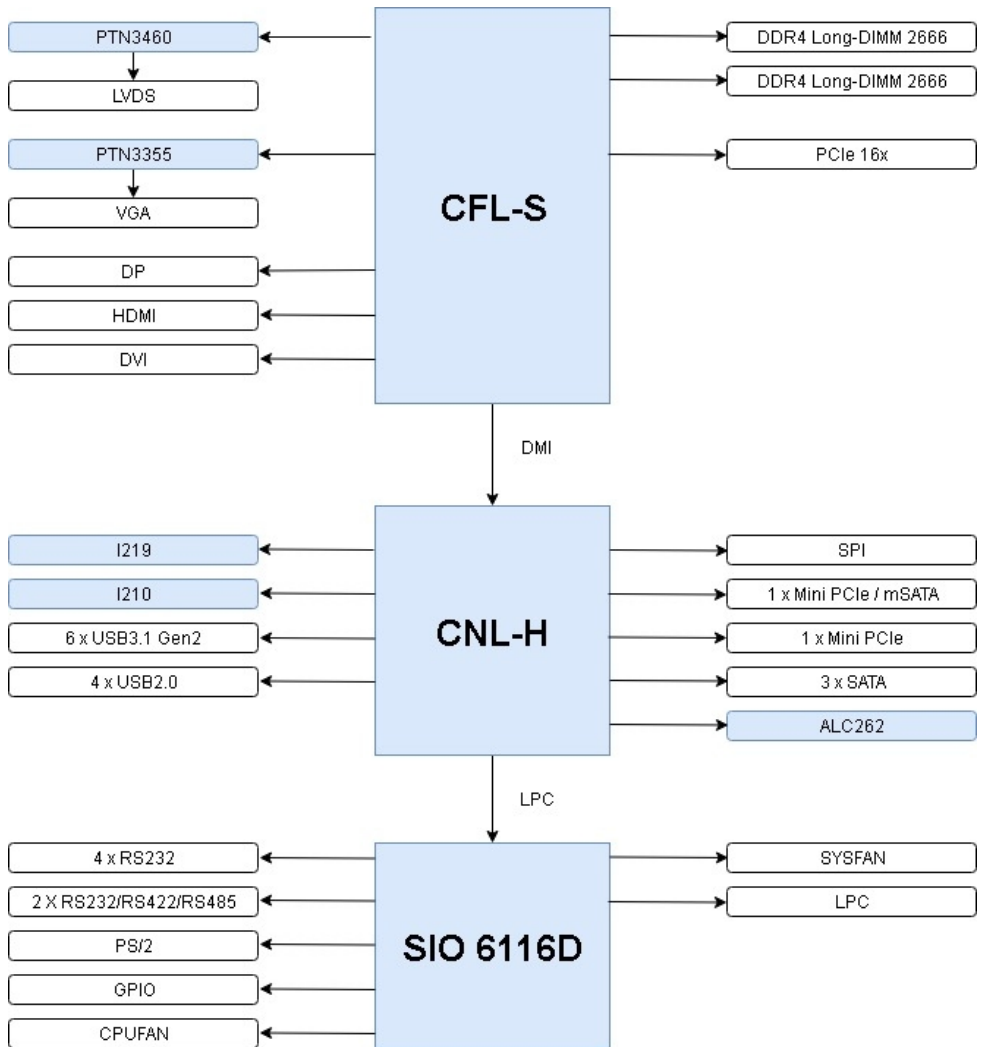 PTN3460
DDR4 Long-DIMM 2666
DDR4 Long-DIMM 2666
LVDS
PTN3355
PCIe 16x
CFL-S
VGA
DP
HDMI
DVI
DMI
I219
SPI
I210
1 x Mini PCIe / mSATA
CNL-H
6 x USB3.1 Gen2
1 x Mini PCIe
4 x USB2.0
3 x SATA
ALC262
LPC
4 x RS232
SYSFAN
2 X RS232/RS422/RS485
LPC
PS/2
SIO 6116D
GPIO
CPUFAN